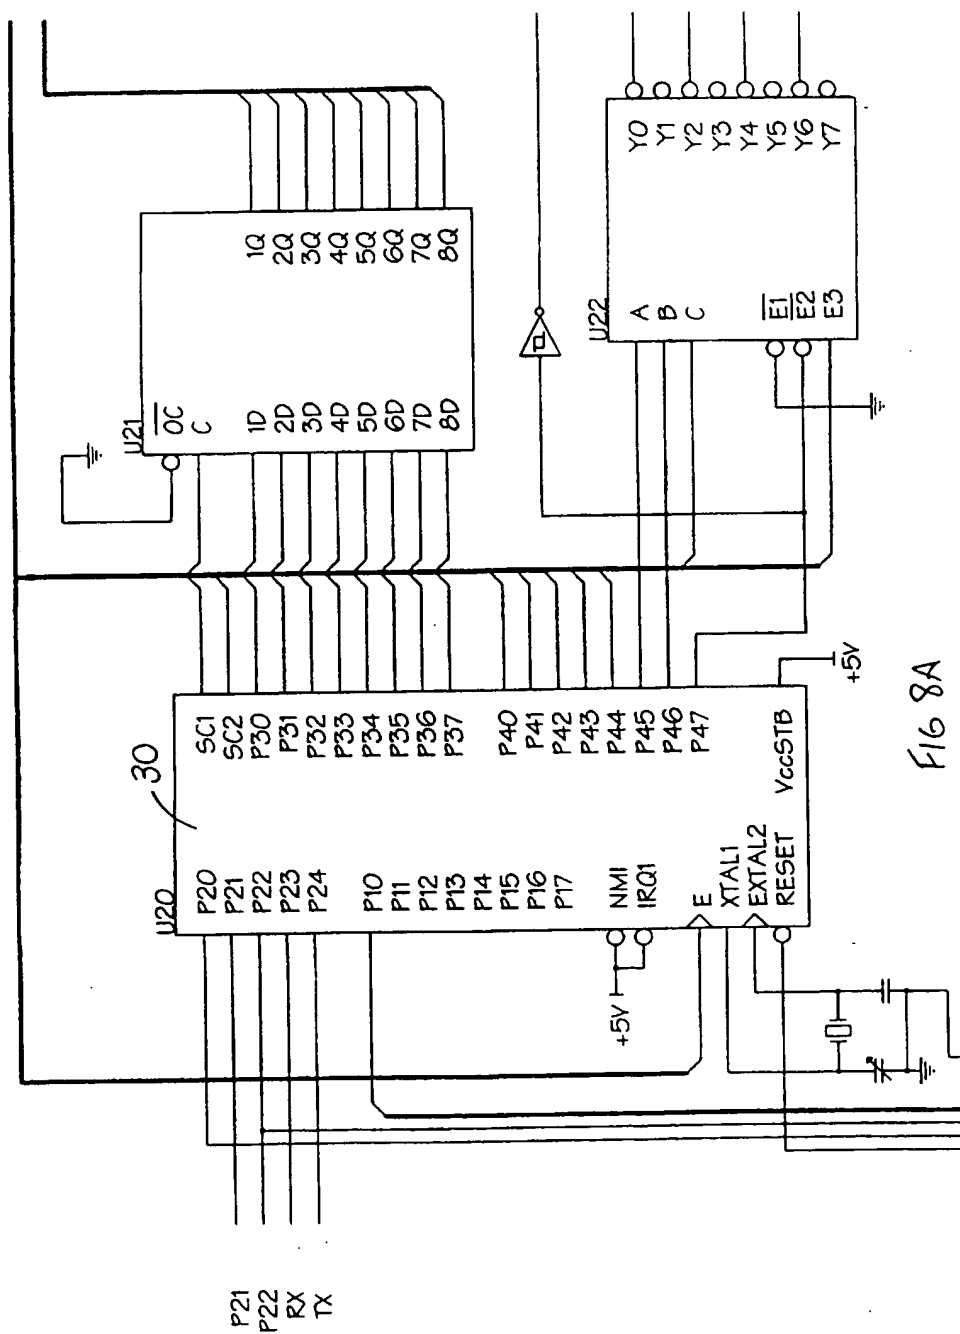 P21
P22
RX
TX
U20
30
P20
P21
P22
P23
P24
P10
P11
P12
P13
P14
P15
P16
P17
NMI
IRQ1
E
XTAL1
EXTAL2
RESET
SC1
SC2
P30
P31
P32
P33
P34
P35
P36
P37
P40
P41
P42
P43
P44
P45
P46
P47
VccSTB
+5V
+5V
U21
OC
C
1D
2D
3D
4D
5D
6D
7D
8D
1Q
2Q
3Q
4Q
5Q
6Q
7Q
8Q
U22
A
B
C
E1
E2
E3
Y0
Y1
Y2
Y3
Y4
Y5
Y6
Y7
FIG 8A